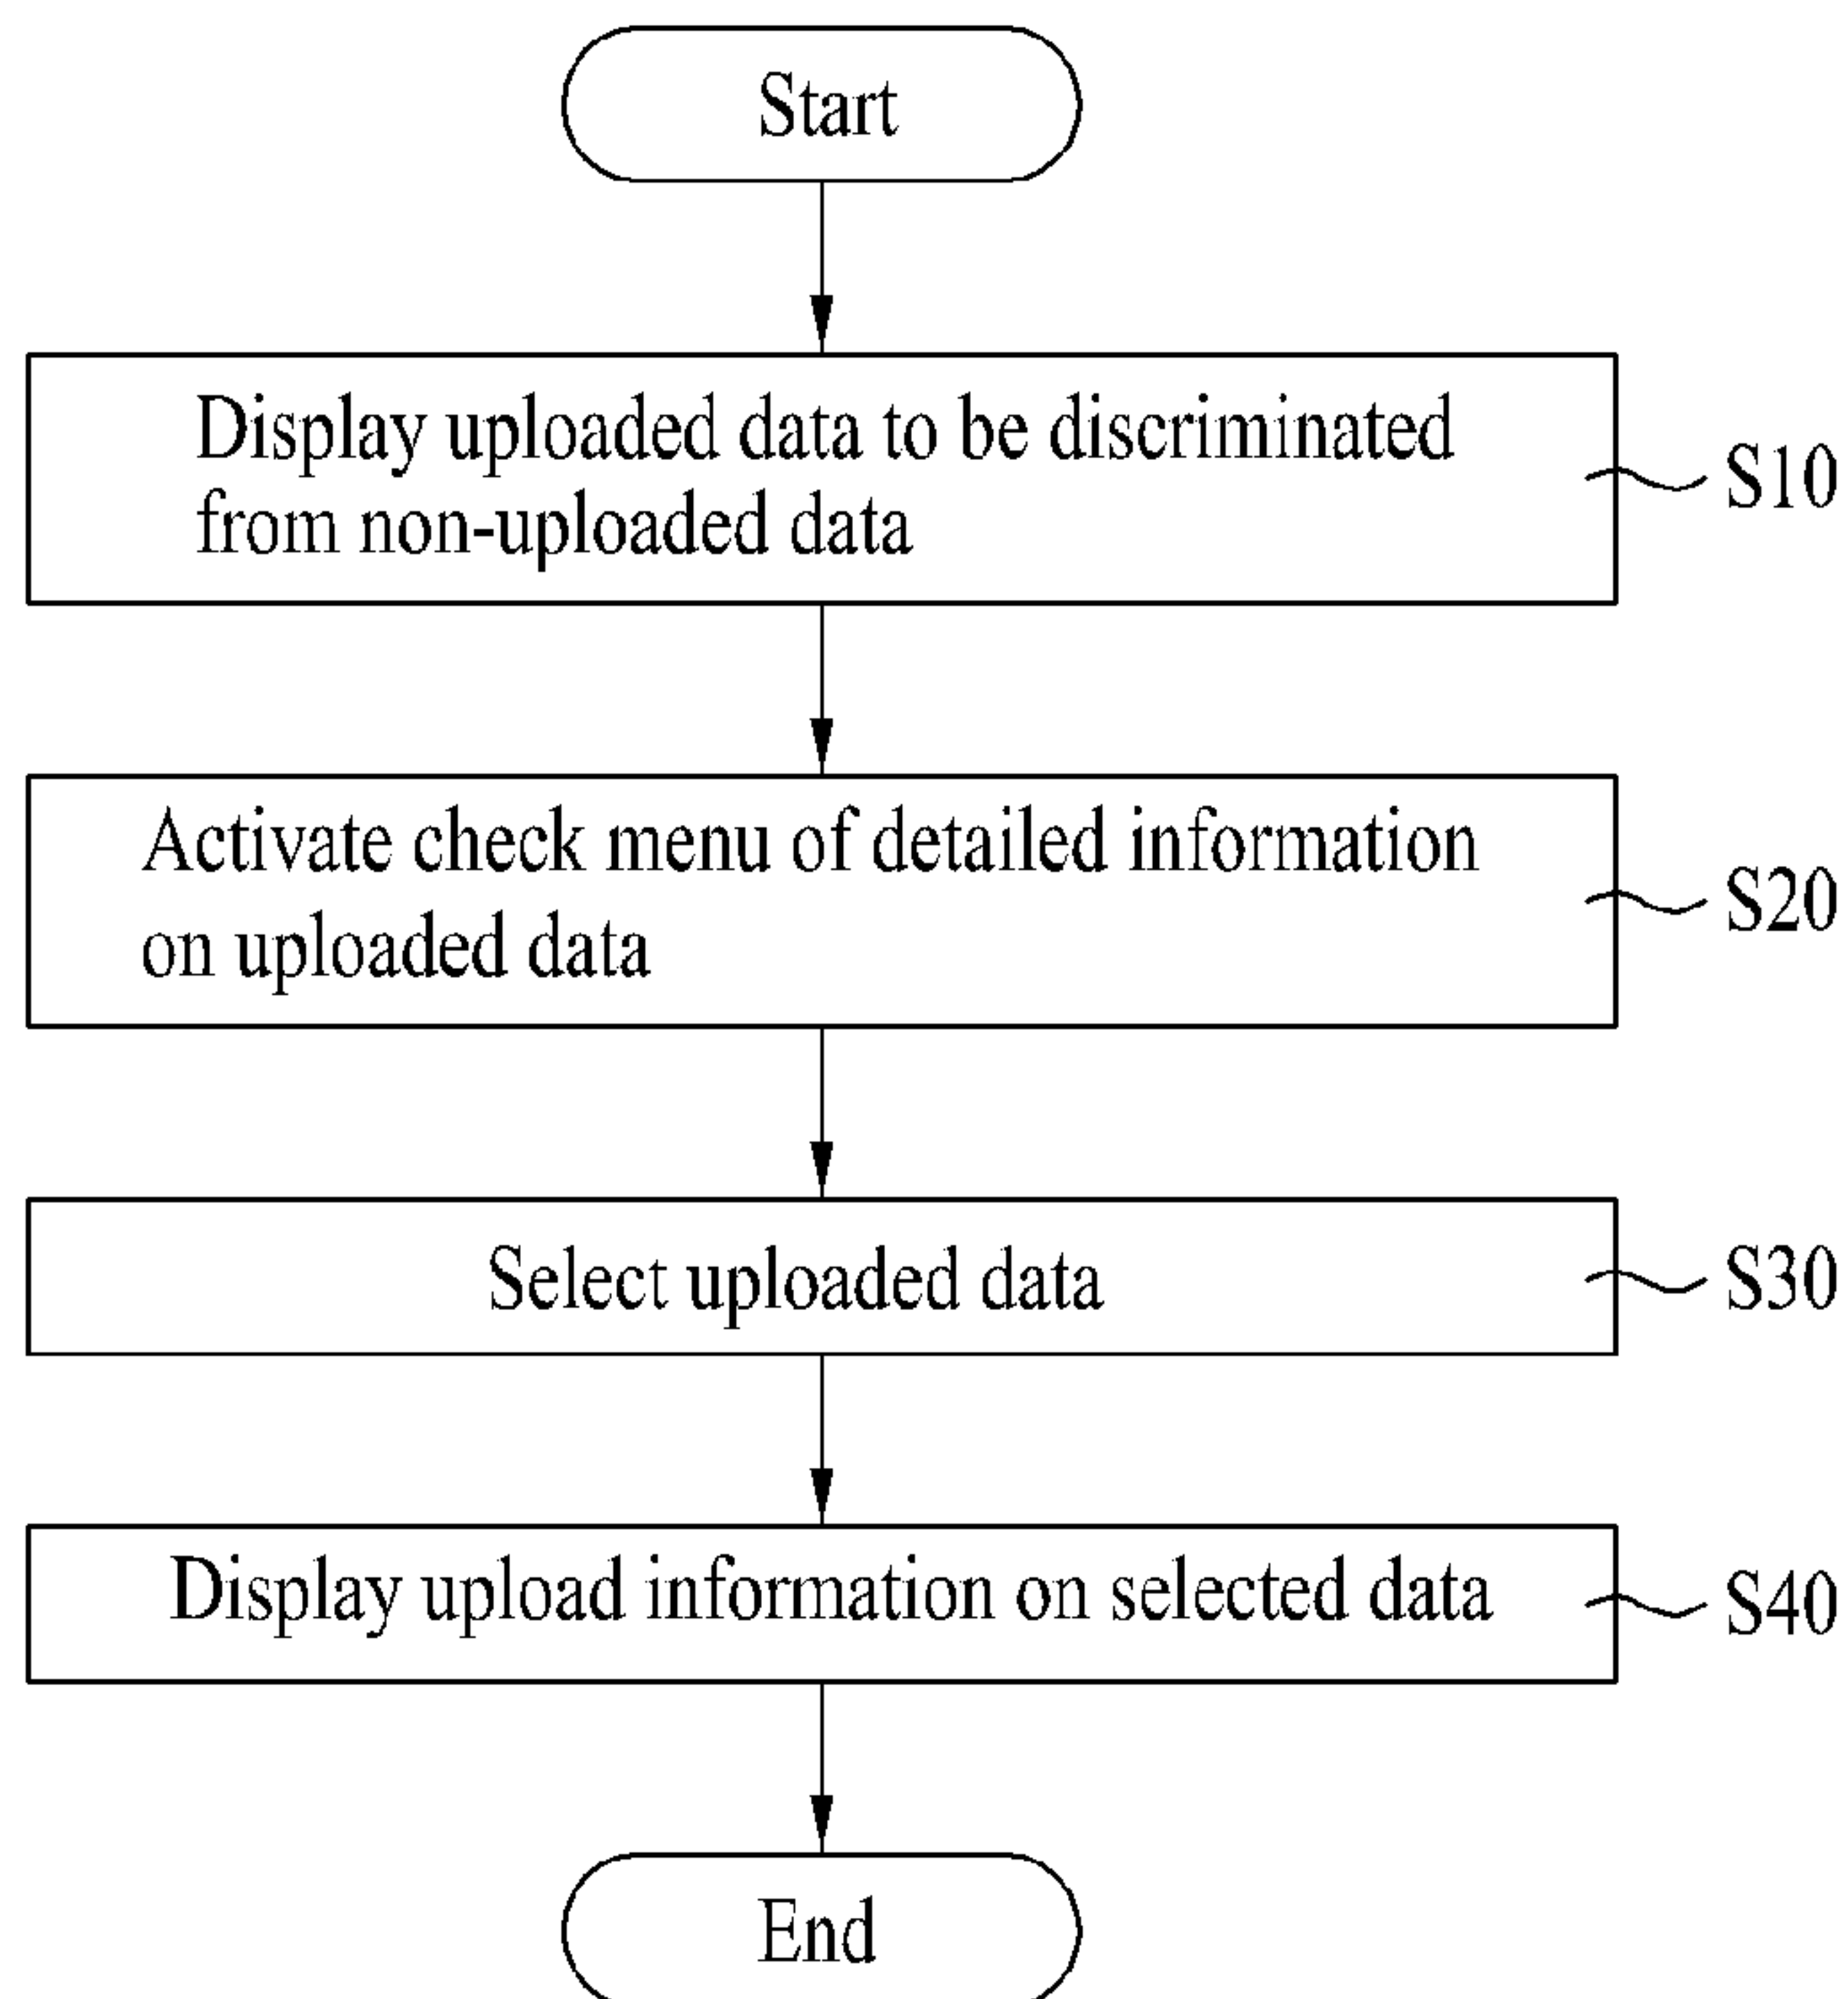 Start
Display uploaded data to be discriminated
from non-uploaded data
S10
Activate check menu of detailed information
on uploaded data
S20
Select uploaded data
S30
Display upload information on selected data
S40
End